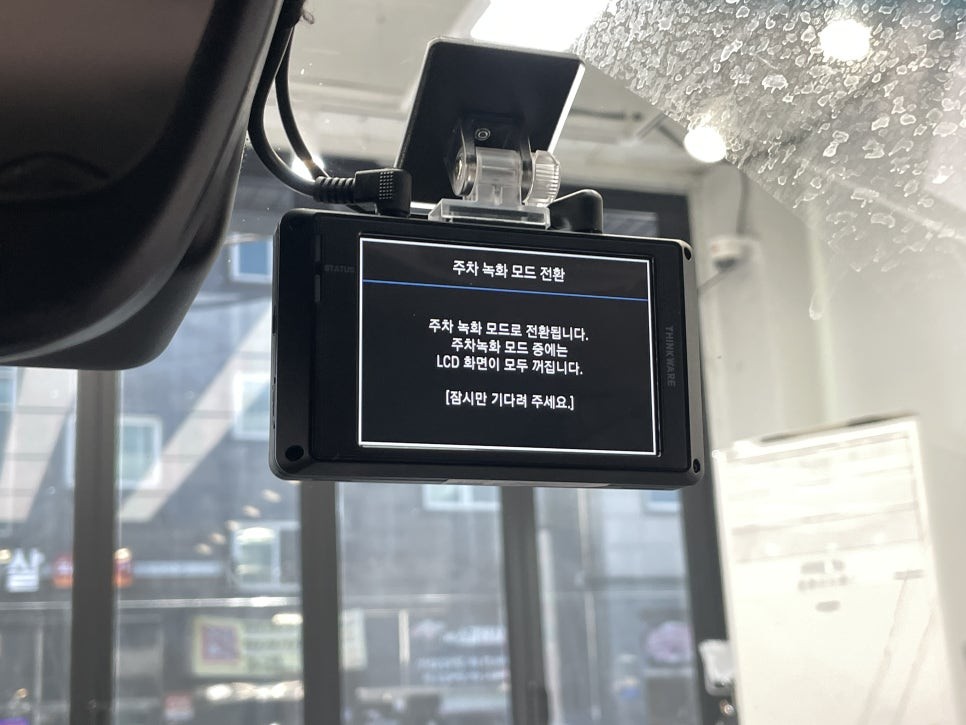 STATUS
주차 녹화 모드 전환
주차 녹화 모드로 전환됩니다.
주차녹화 모드 중에는
LCD 화면이 모두 꺼집니다.
[잠시만 기다려 주세요.]
THINKWARE
살